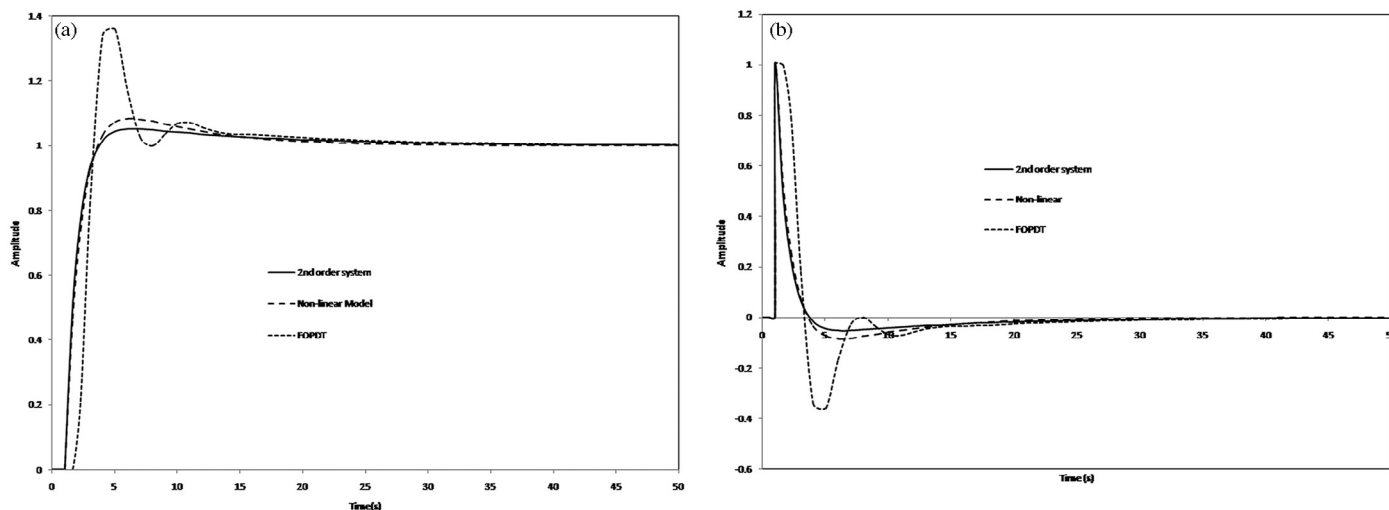 (a)
1.4
1.2
1
0.8
0.6
0.4
0.2
0
Amplitude
2nd order system
Non-linear Model
FOPDT
0 5 10 15 20 25 30 35 40 45 50
Time(s)
(b)
1.2
1
0.8
0.6
0.4
0.2
0
-0.2
-0.4
-0.6
Amplitude
2nd order system
Non-linear
FOPDT
0 5 10 15 20 25 30 35 40 45 5
Time (s)